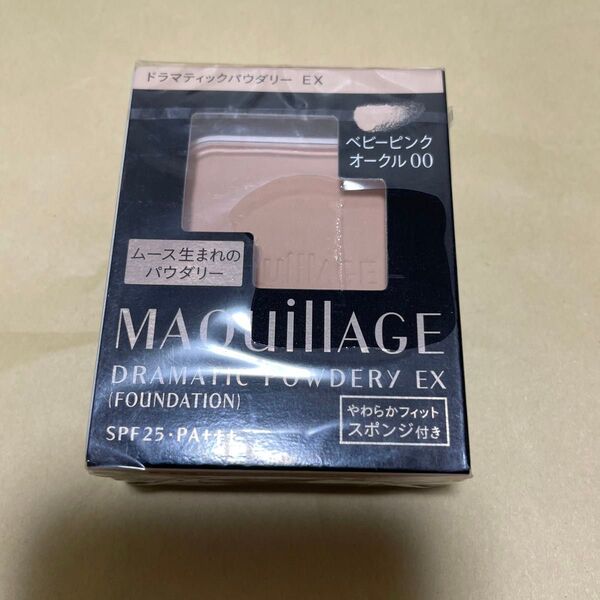 ドラマティックパウダリー EX
ベビーピンク
オークル00
ムース生まれの
パウダリー
MAQuillAGE
DRAMATIC POWDERY EX
(FOUNDATION)
SPF25・PA+++
やわらかフィット
スポンジ付き